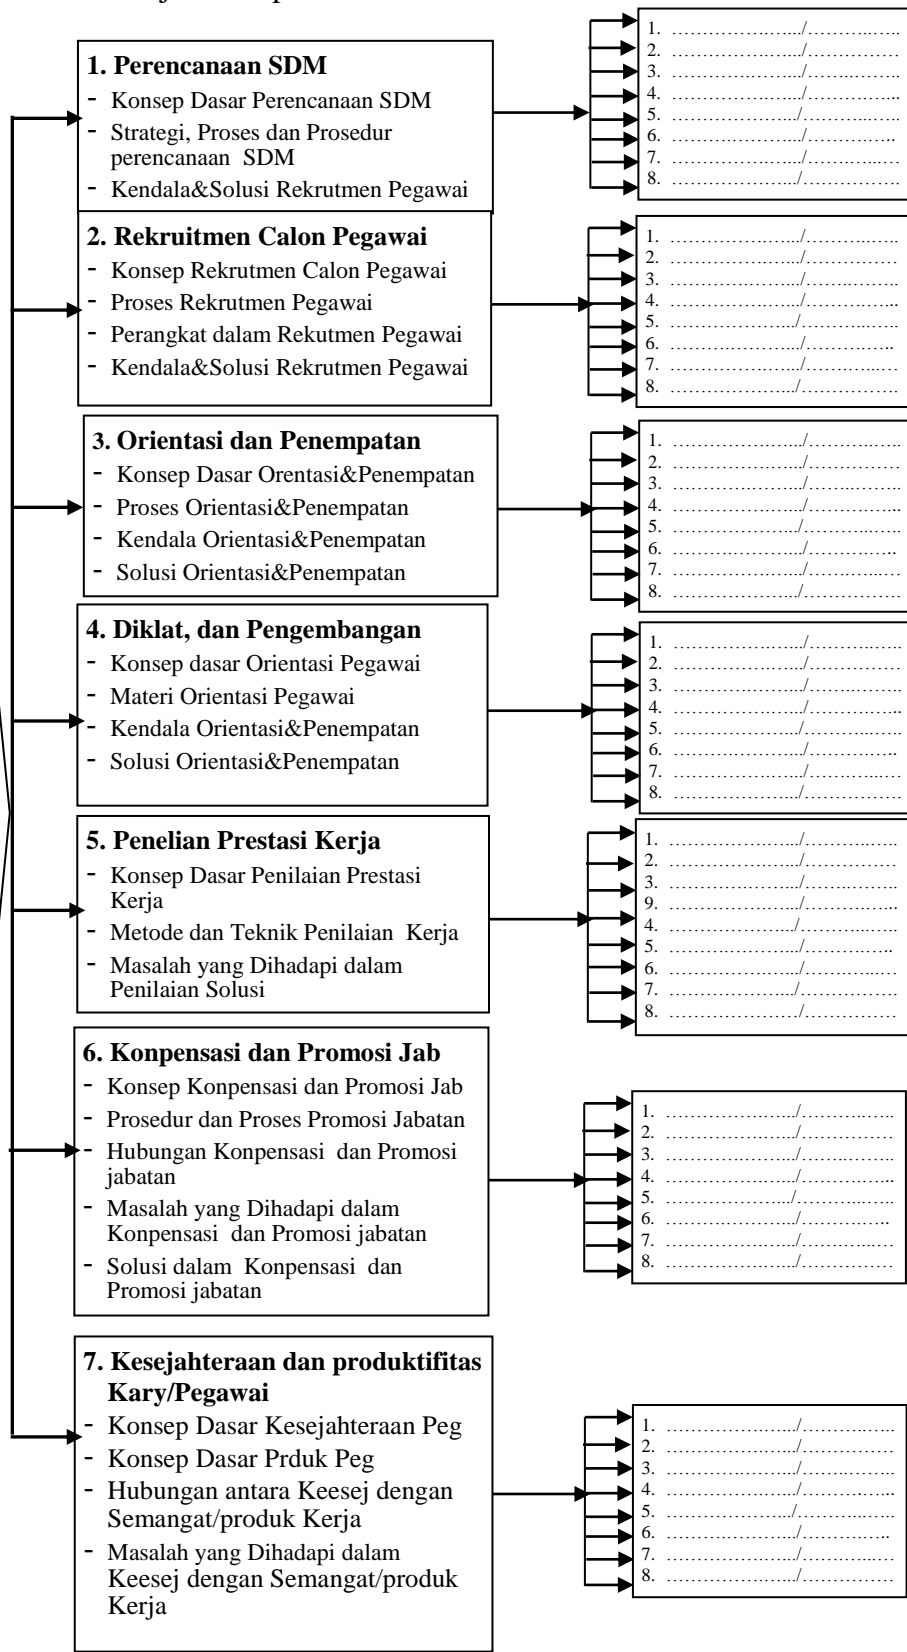 1. Perencanaan SDM
- Konsep Dasar Perencanaan SDM
- Strategi, Proses dan Prosedur
perencanaan SDM
- Kendala&Solusi Rekrutmen Pegawai
1. …………………../………..…..
2. …………………../……………
3. …………………../………..…..
4. …………………../…………...
5. …………………../………..…..
6. …………………../…………..
7. …………………../………..….
8. …………………../……………
2. Rekruitmen Calon Pegawai
- Konsep Rekrutmen Calon Pegawai
- Proses Rekrutmen Pegawai
- Perangkat dalam Rekutmen Pegawai
- Kendala&Solusi Rekrutmen Pegawai
1. …………………../………..…..
2. …………………../……………
3. …………………../………..…..
4. …………………../…………...
5. …………………../………..…..
6. …………………../…………..
7. …………………../………..….
8. …………………../……………
3. Orientasi dan Penempatan
- Konsep Dasar Orentasi&Penempatan
- Proses Orientasi&Penempatan
- Kendala Orientasi&Penempatan
- Solusi Orientasi&Penempatan
1. …………………../………..…..
2. …………………../……………
3. …………………../………..…..
4. …………………../…………...
5. …………………../………..…..
6. …………………../…………..
7. …………………../………..….
8. …………………../……………
4. Diklat, dan Pengembangan
- Konsep dasar Orientasi Pegawai
- Materi Orientasi Pegawai
- Kendala Orientasi&Penempatan
- Solusi Orientasi&Penempatan
1. …………………../………..…..
2. …………………../……………
3. …………………../………..…..
4. …………………../…………...
5. …………………../………..…..
6. …………………../…………..
7. …………………../………..….
8. …………………../……………
5. Penelian Prestasi Kerja
- Konsep Dasar Penilaian Prestasi
Kerja
- Metode dan Teknik Penilaian Kerja
- Masalah yang Dihadapi dalam
Penilaian Solusi
1. …………………../………..…..
2. …………………../……………
3. …………………../………..…..
9. …………………../…………...
4. …………………../………..…..
5. …………………../…………..
6. …………………../………..….
7. …………………../……………
8. …………………../……………
6. Konpensasi dan Promosi Jab
- Konsep Konpensasi dan Promosi Jab
- Prosedur dan Proses Promosi Jabatan
- Hubungan Konpensasi dan Promosi
jabatan
- Masalah yang Dihadapi dalam
Konpensasi dan Promosi jabatan
- Solusi dalam Konpensasi dan
Promosi jabatan
1. …………………../………..…..
2. …………………../……………
3. …………………../………..…..
4. …………………../…………...
5. …………………../………..…..
6. …………………../…………..
7. …………………../………..….
8. …………………../……………
7. Kesejahteraan dan produktifitas
Kary/Pegawai
- Konsep Dasar Kesejahteraan Peg
- Konsep Dasar Prduk Peg
- Hubungan antara Keesej dengan
Semangat/produk Kerja
- Masalah yang Dihadapi dalam
Keesej dengan Semangat/produk
Kerja
1. …………………../………..…..
2. …………………../……………
3. …………………../………..…..
4. …………………../…………...
5. …………………../………..…..
6. …………………../…………..
7. …………………../………..….
8. …………………../……………